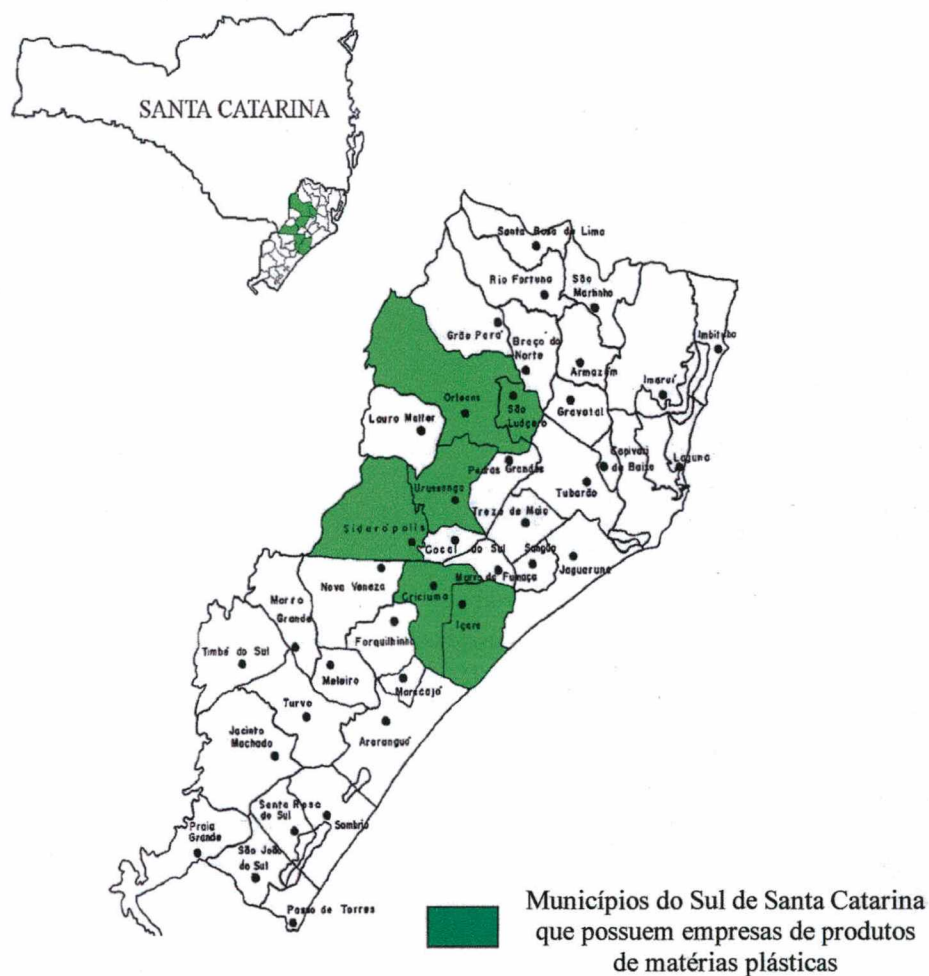 SANTA CATARINA
Santa Rosa de Lima
Rio Fortuna
São
Martinho
Grão Pará
Braço do
Norte
Armazém
Imbituba
Imaruí
Orleans
São
Ludgero
Gravatal
Lauro Muller
Pedras Grandes
Capivari
de Baixo
Laguna
Urussanga
Tubarão
Treze de Maio
Siderópolis
Cocal do Sul
Sangão
Jaguaruna
Nova Veneza
Morro da Fumaça
Criciuma
Içara
Morro
Grande
Forquilhinha
Timbé do Sul
Meleiro
Maracajá
Turvo
Jacinto
Machado
Araranguá
Santa Rosa
do Sul
Sombrio
Praia
Grande
São João
do Sul
Passo de Torres
Municípios do Sul de Santa Catarina
que possuem empresas de produtos
de matérias plásticas